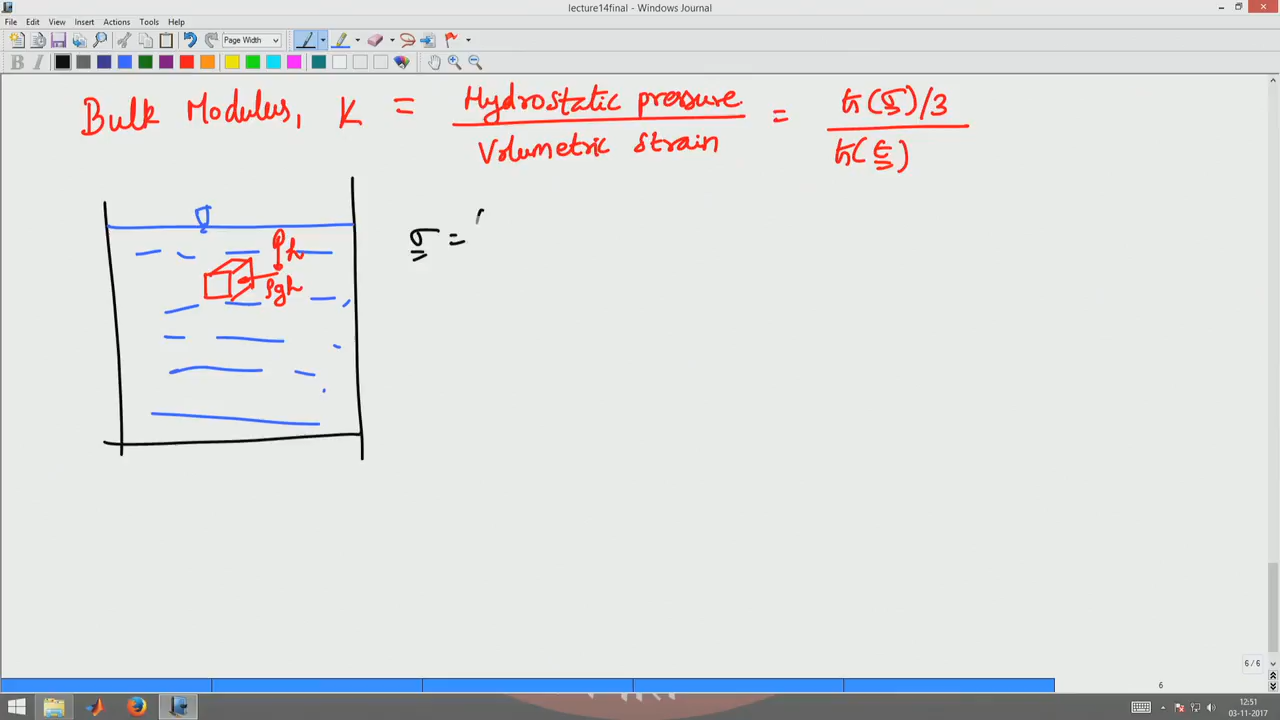 lecture14final - Windows Journal
File Edit View Insert Actions Tools Help
Page Width
B I
Bulk Modulus, K = Hydrostatic pressure / Volumetric Strain = tr(σ)/3 / tr(ε)
h
ρgh
σ =
6 / 6
6
12:51
03-11-2017